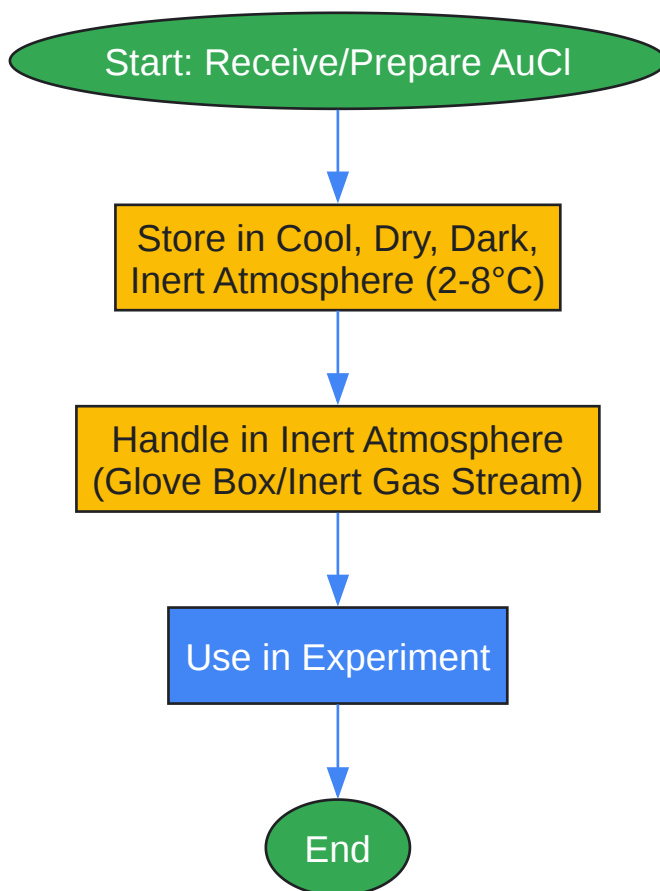 Start: Receive/Prepare AuCl
Store in Cool, Dry, Dark,
Inert Atmosphere (2-8°C)
Handle in Inert Atmosphere
(Glove Box/Inert Gas Stream)
Use in Experiment
End